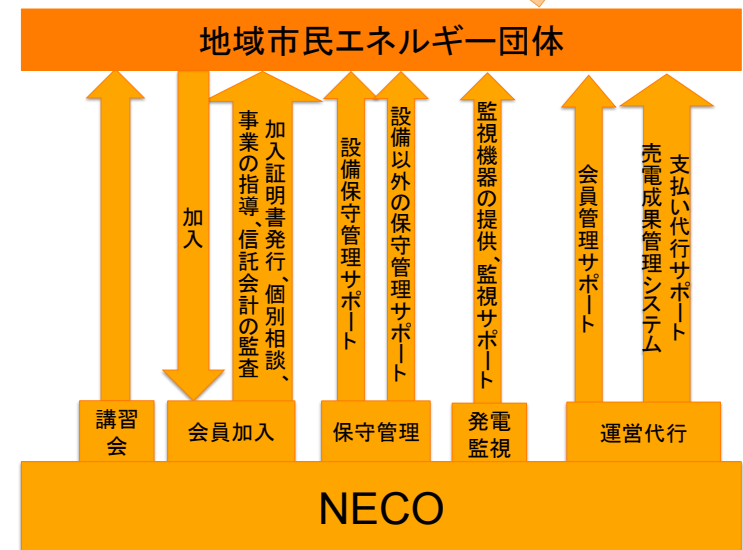 地域市民エネルギー団体
加入
加入証明書発行、個別相談、
事業の指導、信託会計の監査
設備保守管理サポート
設備以外の保守管理サポート
監視機器の提供、監視サポート
会員管理サポート
支払い代行サポート
売電成果管理システム
講習
会
会員加入
保守管理
発電
監視
運営代行
NECO